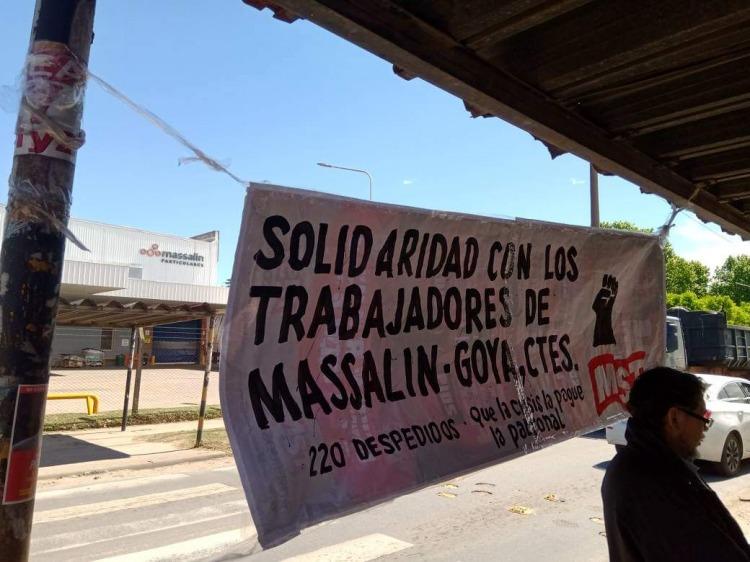 massalin
PARTICULARES
SOLIDARIDAD CON LOS
TRABAJADORES DE
MASSALIN-GOYA.CTES.
220 DESPEDIDOS - que la crisis la pague
la patronal
MST